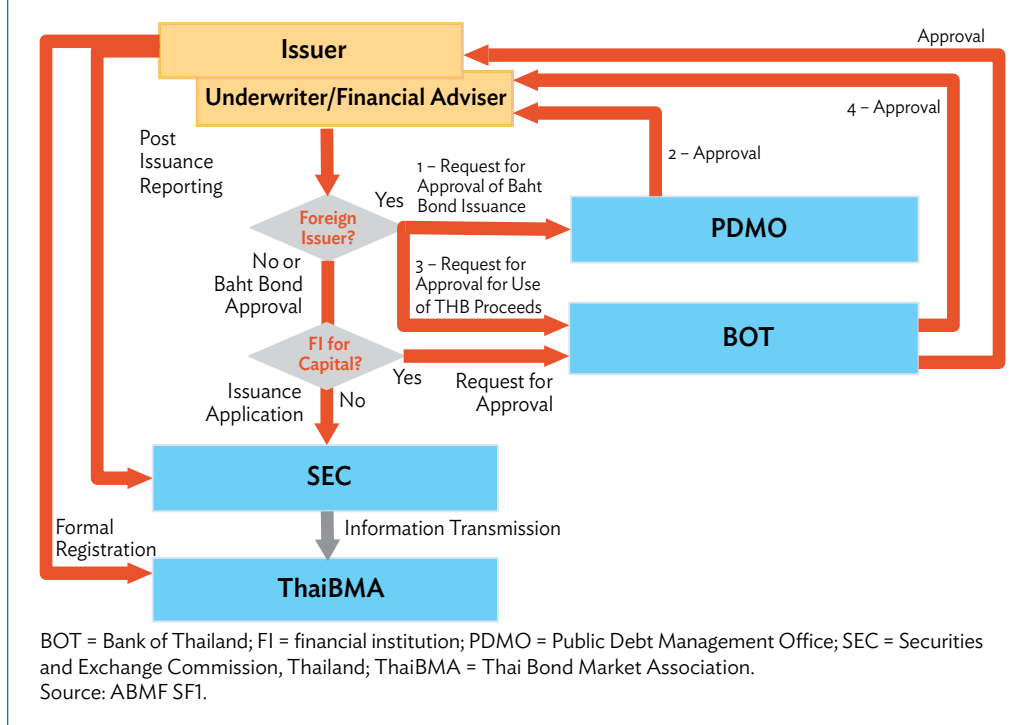 Issuer
Approval
Underwriter/Financial Adviser
4 – Approval
Post
Issuance
Reporting
2 – Approval
1 – Request for
Approval of Baht
Bond Issuance
Yes
Foreign
Issuer?
PDMO
No or
Baht Bond
Approval
3 – Request for
Approval for Use
of THB Proceeds
BOT
FI for
Capital?
Yes
Request for
Approval
Issuance
Application
No
SEC
Information Transmission
Formal
Registration
ThaiBMA
BOT = Bank of Thailand; FI = financial institution; PDMO = Public Debt Management Office; SEC = Securities
and Exchange Commission, Thailand; ThaiBMA = Thai Bond Market Association.
Source: ABMF SF1.